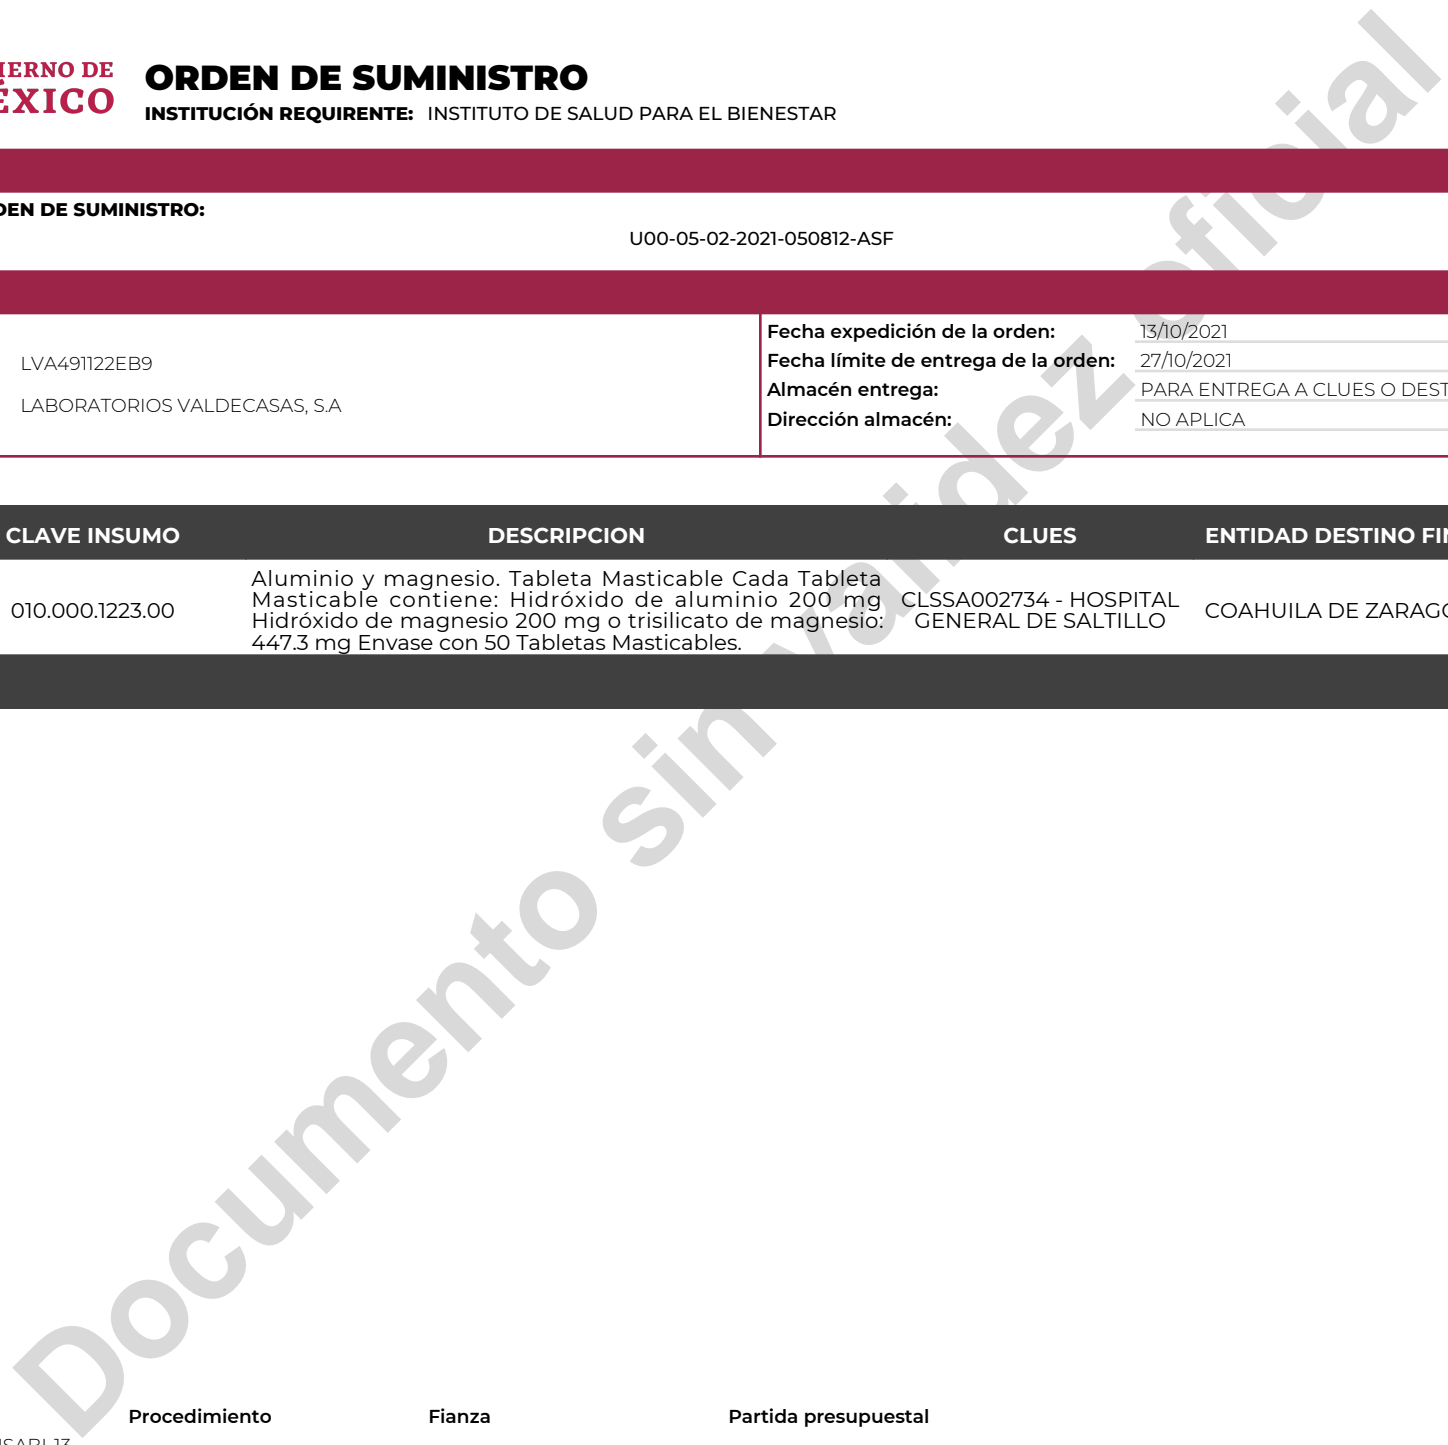 IERNO DE
ÉXICO
ORDEN DE SUMINISTRO
INSTITUCIÓN REQUIRENTE: INSTITUTO DE SALUD PARA EL BIENESTAR
DEN DE SUMINISTRO:
U00-05-02-2021-050812-ASF
LVA491122EB9
LABORATORIOS VALDECASAS, S.A
Fecha expedición de la orden: 13/10/2021
Fecha límite de entrega de la orden: 27/10/2021
Almacén entrega: PARA ENTREGA A CLUES O DEST
Dirección almacén: NO APLICA
CLAVE INSUMO DESCRIPCION CLUES ENTIDAD DESTINO FIN
010.000.1223.00
Aluminio y magnesio. Tableta Masticable Cada Tableta
Masticable contiene: Hidróxido de aluminio 200 mg
Hidróxido de magnesio 200 mg o trisilicato de magnesio:
447.3 mg Envase con 50 Tabletas Masticables.
CLSSA002734 - HOSPITAL
GENERAL DE SALTILLO
COAHUILA DE ZARAGO
Documento sin validez oficial
Procedimiento Fianza Partida presupuestal